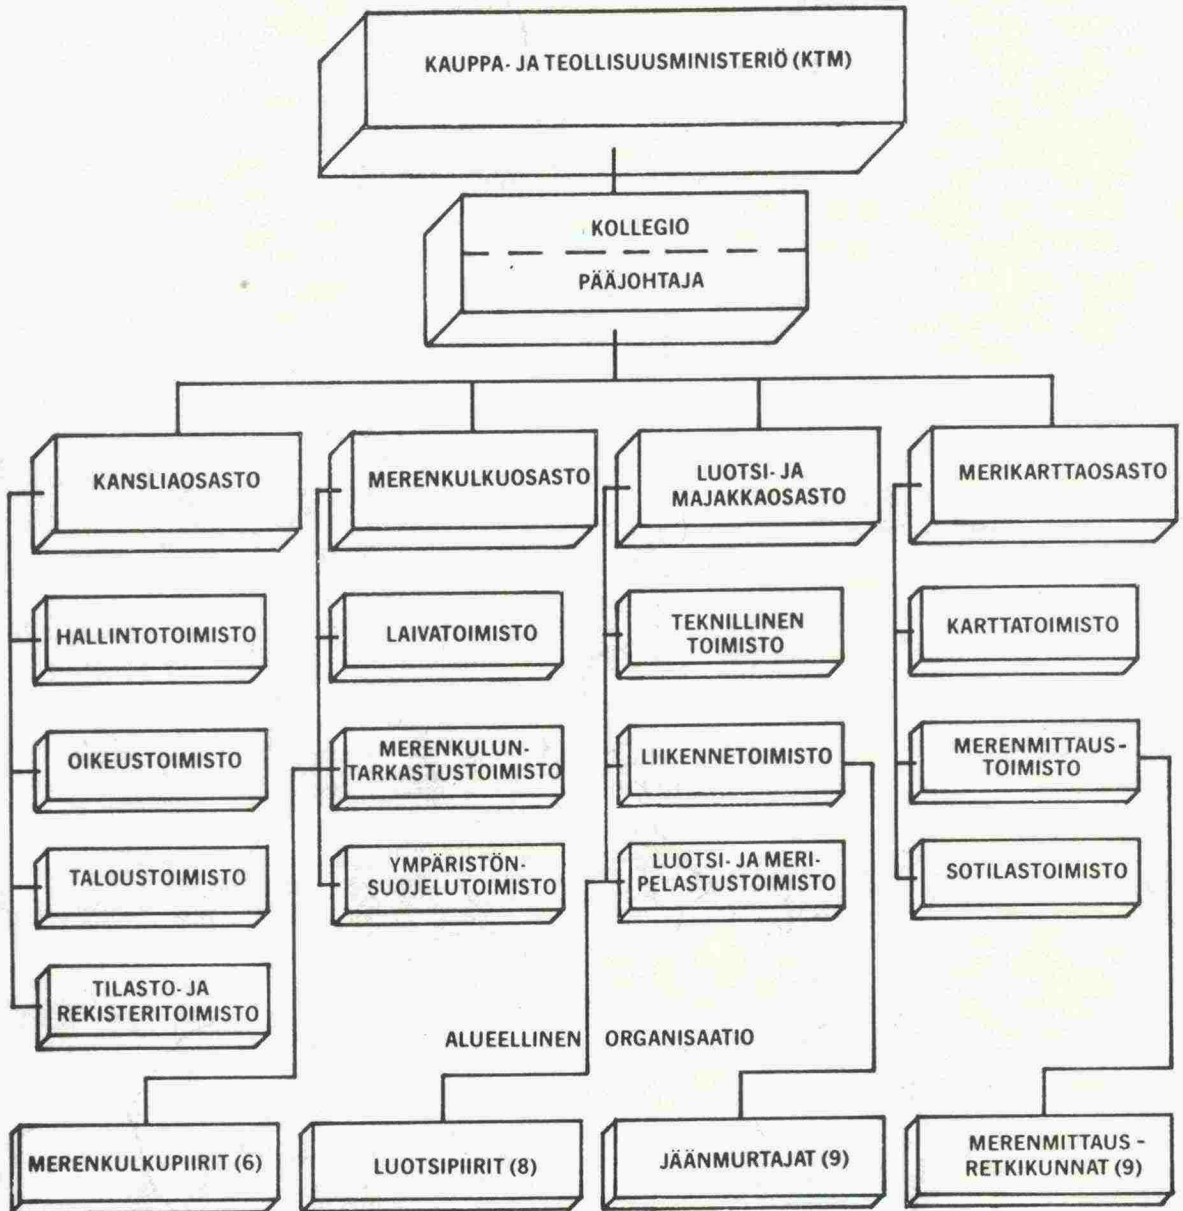 KAUPPA- JA TEOLLISUUSMINISTERIÖ (KTM)
KOLLEGIO
PÄÄJOHTAJA
KANSLIAOSASTO
MERENKULKUOSASTO
LUOTSI- JA
MAJAKKAOSASTO
MERIKARTTAOSASTO
HALLINTOTOIMISTO
LAIVATOIMISTO
TEKNILLINEN
TOIMISTO
KARTTATOIMISTO
OIKEUSTOIMISTO
MERENKULUN-
TARKASTUSTOIMISTO
LIIKENNETOIMISTO
MERENMITTAUS-
TOIMISTO
TALOUSTOIMISTO
YMPÄRISTÖN-
SUOJELUTOIMISTO
LUOTSI- JA MERI-
PELASTUSTOIMISTO
SOTILASTOIMISTO
TILASTO- JA
REKISTERITOIMISTO
ALUEELLINEN ORGANISAATIO
MERENKULKUPIIRIT (6)
LUOTSIPIIRIT (8)
JÄÄNMURTAJAT (9)
MERENMITTAUS-
RETKIKUNNAT (9)